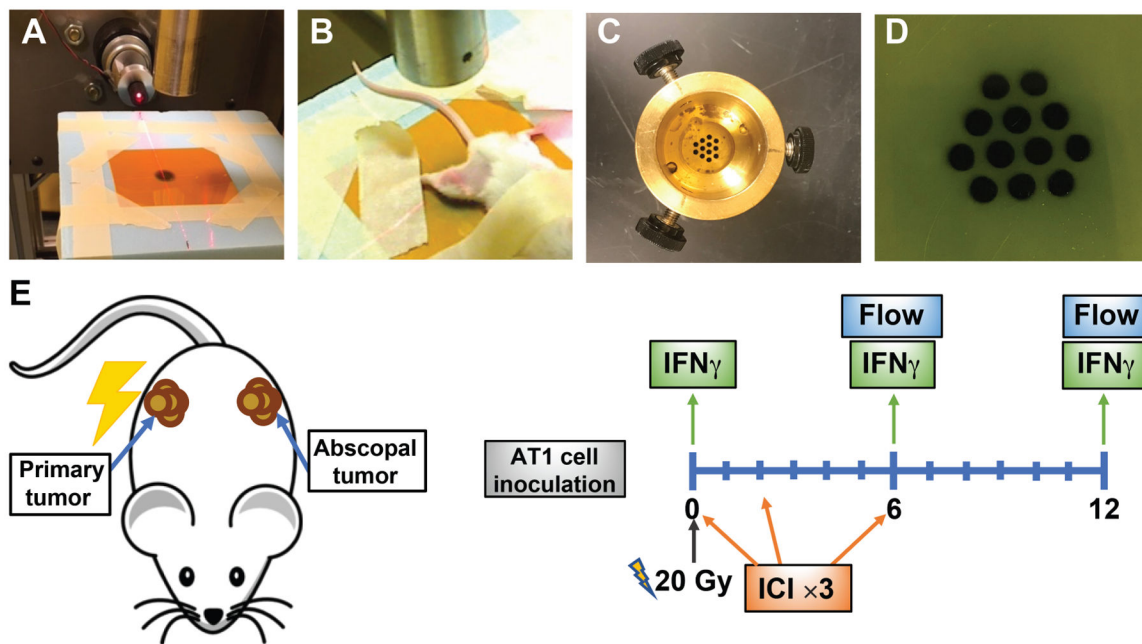 A
B
C
D
E
Primary
tumor
Abscopal
tumor
AT1 cell
inoculation
IFNγ
Flow
IFNγ
Flow
IFNγ
0
6
12
20 Gy
ICI ×3